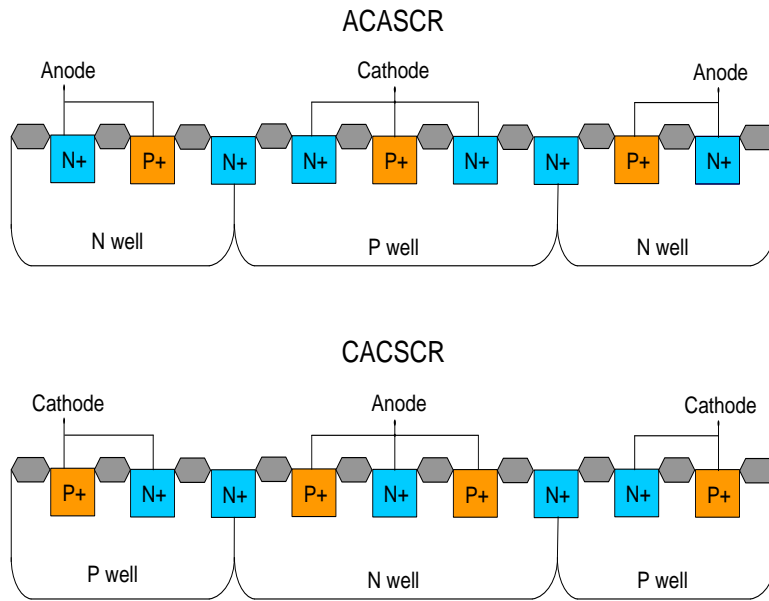 ACASCR
Anode Cathode Anode
N+ P+ N+ N+ P+ N+ N+ P+ N+
N well P well N well
CACSCR
Cathode Anode Cathode
P+ N+ N+ P+ N+ P+ N+ N+ P+
P well N well P well